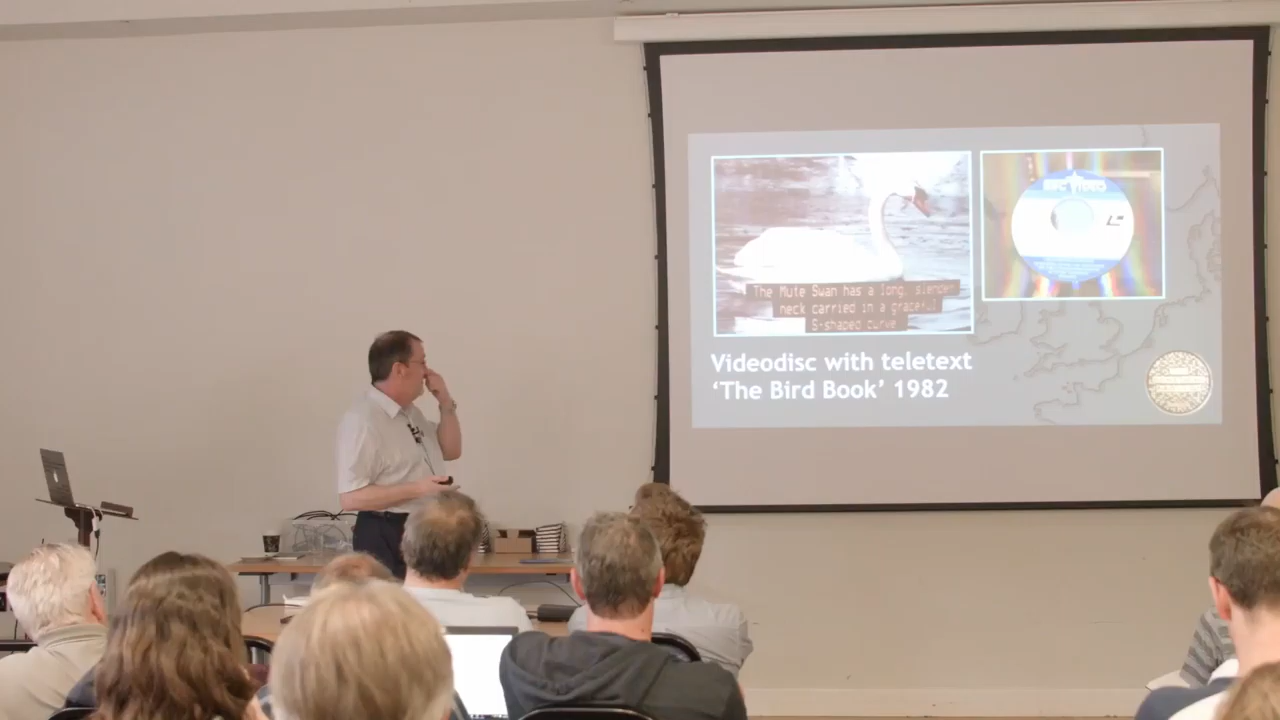 The Mute Swan has a long, slender
neck carried in a graceful
S-shaped curve
BBC VIDEO
Videodisc with teletext
‘The Bird Book’ 1982